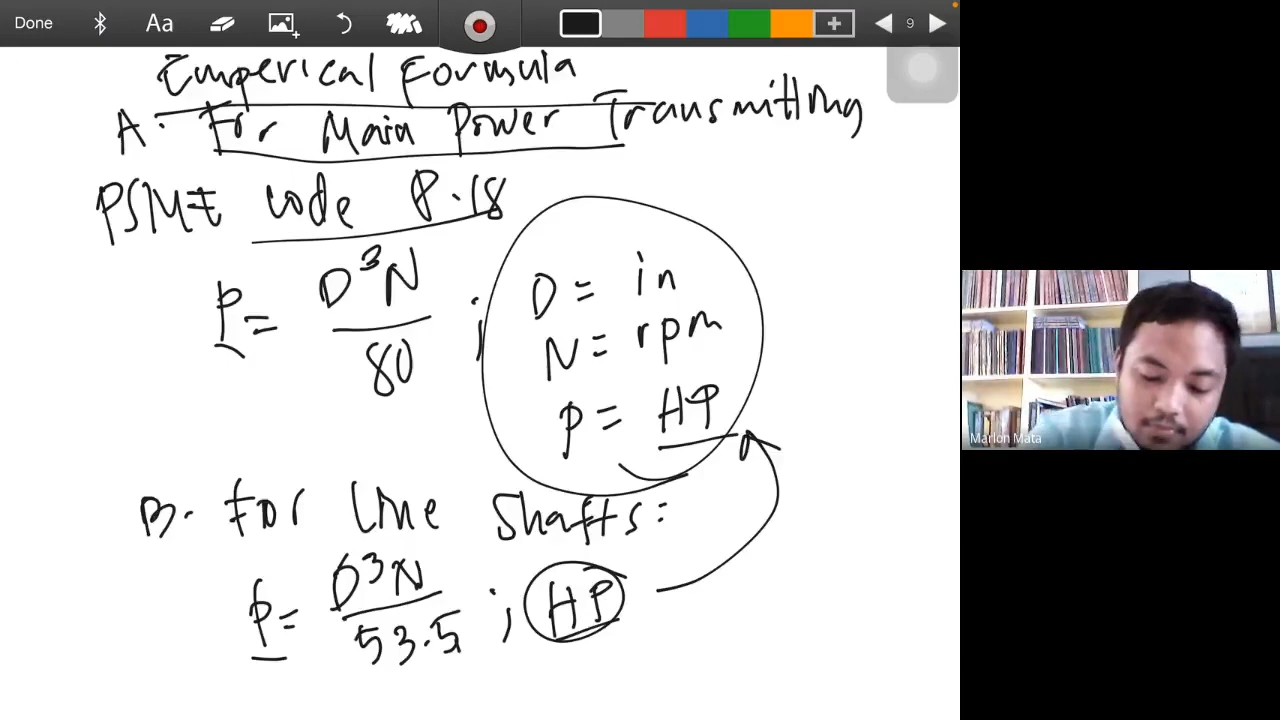 Done
Aa
9
Emperical Formula
A. For Main Power Transmitting
PSME code 8.18
P = D³N / 80 ;
D = in
N = rpm
P = HP
B. For Line Shafts:
P = D³N / 53.5 ; HP
Marlon Mata